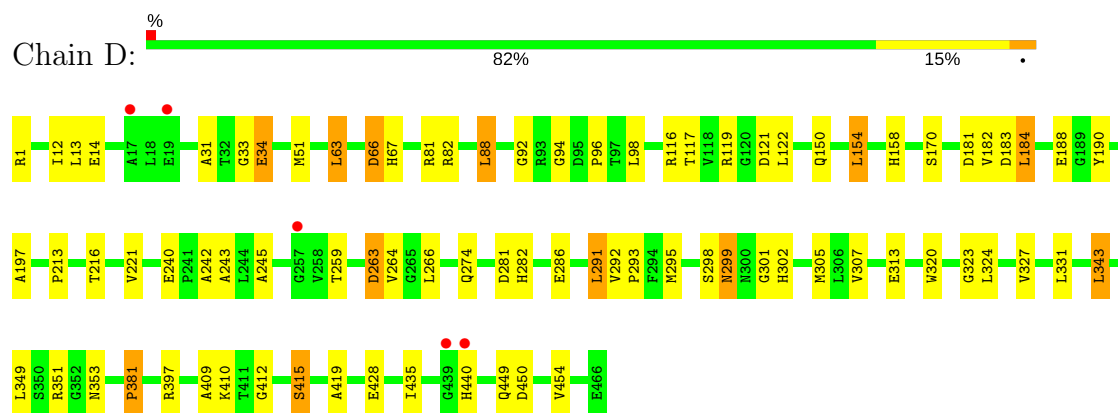 %
Chain D:
82% 15% •
R1 I12 L13 E14 A17 L18 E19 A31 T32 G33 E34 M51 L63 D66 H67 R81 R82 L88 G92 R93 G94 D95 P96 T97 L98 R116 T117 V118 R119 G120 D121 L122 Q150 L154 H158 S170 D181 V182 D183 L184 E188 G189 Y190
A197 P213 T216 V221 E240 P241 A242 A243 L244 A245 G257 V258 T259 D263 V264 G265 L266 Q274 D281 H282 E286 L291 V292 P293 F294 M295 S298 N299 N300 G301 H302 M305 L306 V307 E313 W320 G323 L324 V327 L331 L343
L349 S350 R351 G352 N353 P381 R397 A409 K410 T411 G412 S415 A419 E428 I435 G439 H440 Q449 D450 V454 E466